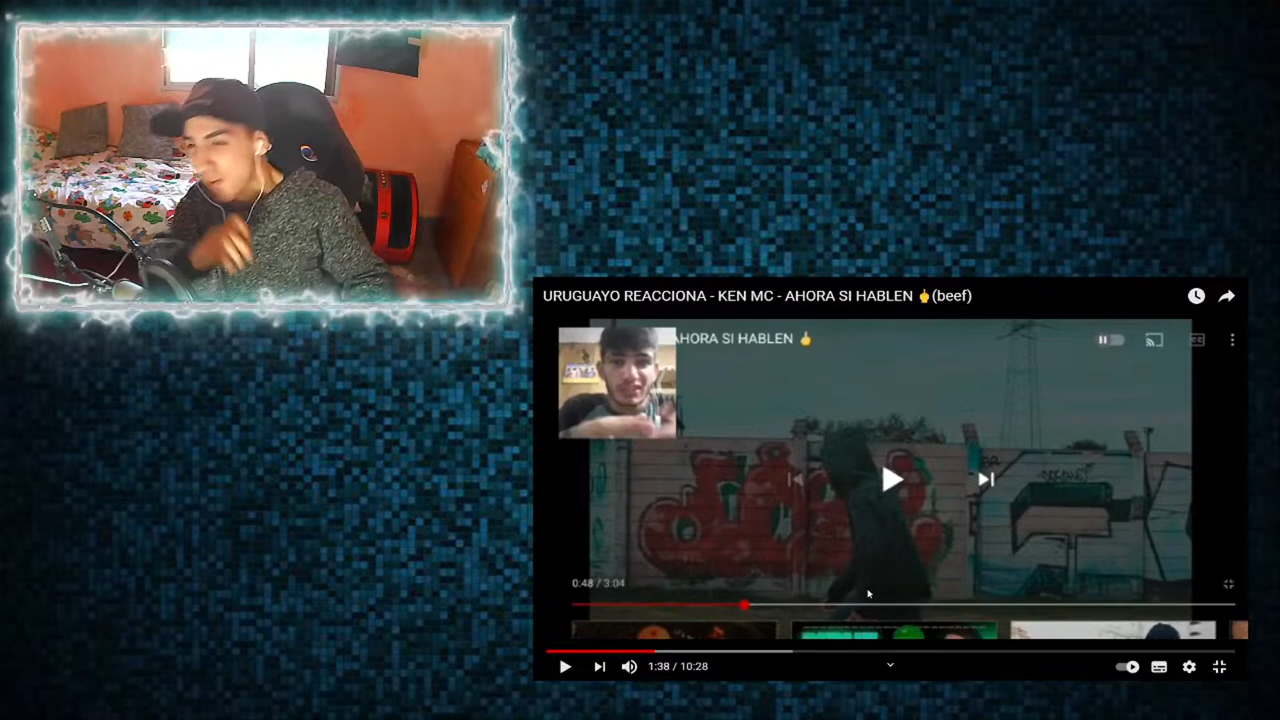 URUGUAYO REACCIONA - KEN MC - AHORA SI HABLEN 🖕(beef)
AHORA SI HABLEN 🖕
CC
0:48 / 3:04
1:38 / 10:28